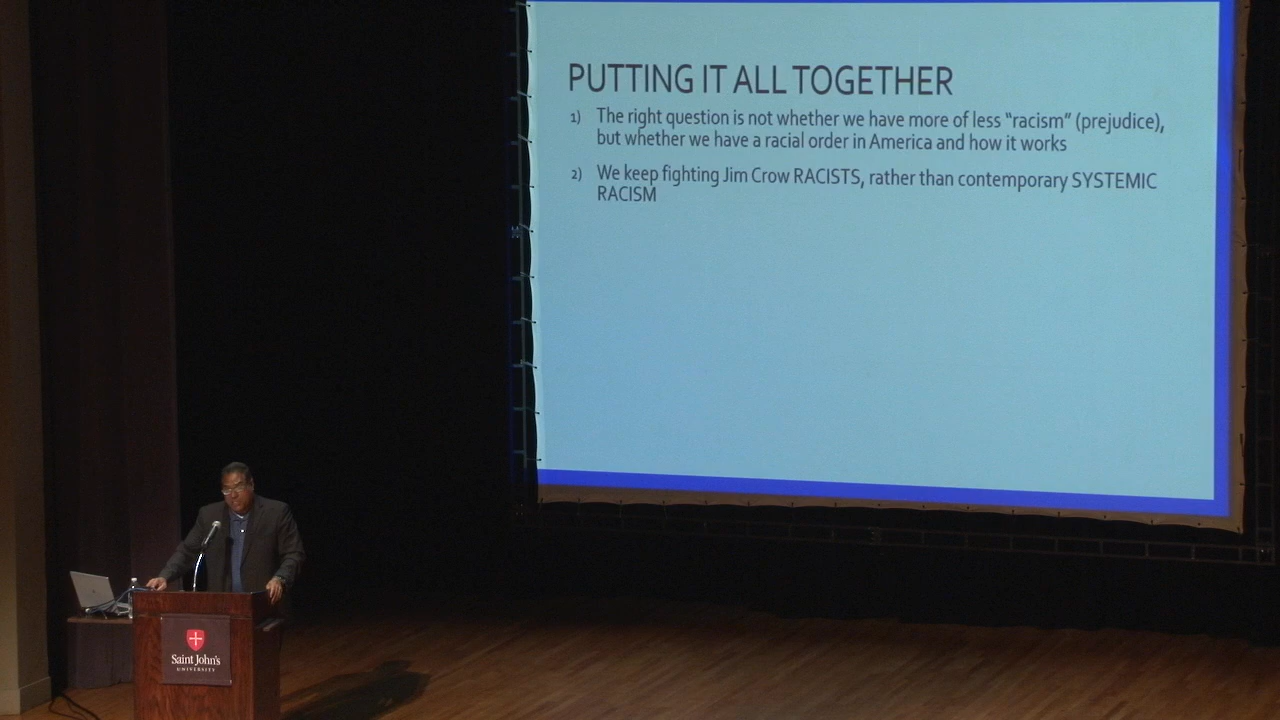 PUTTING IT ALL TOGETHER
1) The right question is not whether we have more of less "racism" (prejudice),
but whether we have a racial order in America and how it works
2) We keep fighting Jim Crow RACISTS, rather than contemporary SYSTEMIC
RACISM
Saint John's
UNIVERSITY